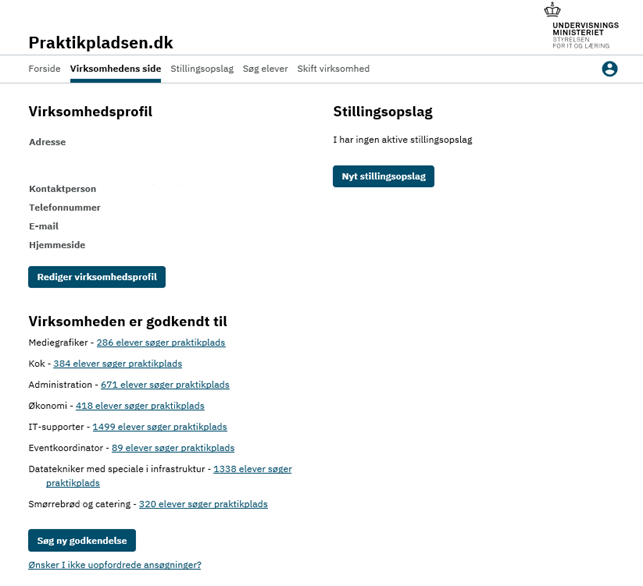 UNDERVISNINGS
MINISTERIET
STYRELSEN
FOR IT OG LÆRING
Praktikpladsen.dk
Forside Virksomhedens side Stillingsopslag Søg elever Skift virksomhed
Virksomhedsprofil
Adresse
Kontaktperson
Telefonnummer
E-mail
Hjemmeside
Rediger virksomhedsprofil
Stillingsopslag
I har ingen aktive stillingsopslag
Nyt stillingsopslag
Virksomheden er godkendt til
Mediegrafiker - 286 elever søger praktikplads
Kok - 384 elever søger praktikplads
Administration - 671 elever søger praktikplads
Økonomi - 418 elever søger praktikplads
IT-supporter - 1499 elever søger praktikplads
Eventkoordinator - 89 elever søger praktikplads
Datatekniker med speciale i infrastruktur - 1338 elever søger
praktikplads
Smørrebrød og catering - 320 elever søger praktikplads
Søg ny godkendelse
Ønsker I ikke uopfordrede ansøgninger?